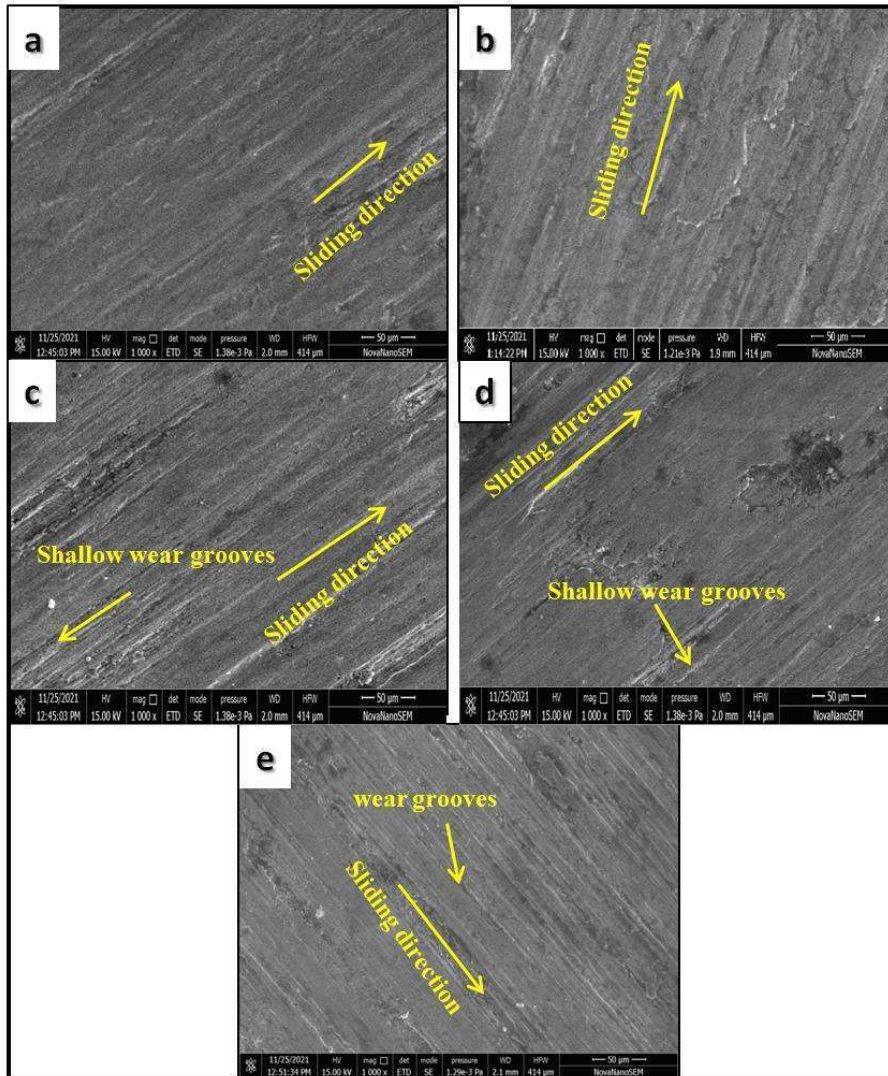 a
Sliding direction
11/25/2021 HV mag □ det mode pressure WD HFW 50 µm
12:45:03 PM 15.00 kV 1 000 x ETD SE 1.38e-3 Pa 2.0 mm 414 µm NovaNanoSEM
b
Sliding direction
11/25/2021 HV mag □ det mode pressure WD HFW 50 µm
1:14:22 PM 15.00 kV 1 000 x ETD SE 1.21e-3 Pa 1.9 mm 414 µm NovaNanoSEM
c
Shallow wear grooves
Sliding direction
11/25/2021 HV mag □ det mode pressure WD HFW 50 µm
12:45:03 PM 15.00 kV 1 000 x ETD SE 1.38e-3 Pa 2.0 mm 414 µm NovaNanoSEM
d
Sliding direction
Shallow wear grooves
11/25/2021 HV mag □ det mode pressure WD HFW 50 µm
12:45:03 PM 15.00 kV 1 000 x ETD SE 1.38e-3 Pa 2.0 mm 414 µm NovaNanoSEM
e
wear grooves
Sliding direction
11/25/2021 HV mag □ det mode pressure WD HFW 50 µm
12:51:34 PM 15.00 kV 1 000 x ETD SE 1.29e-3 Pa 2.1 mm 414 µm NovaNanoSEM